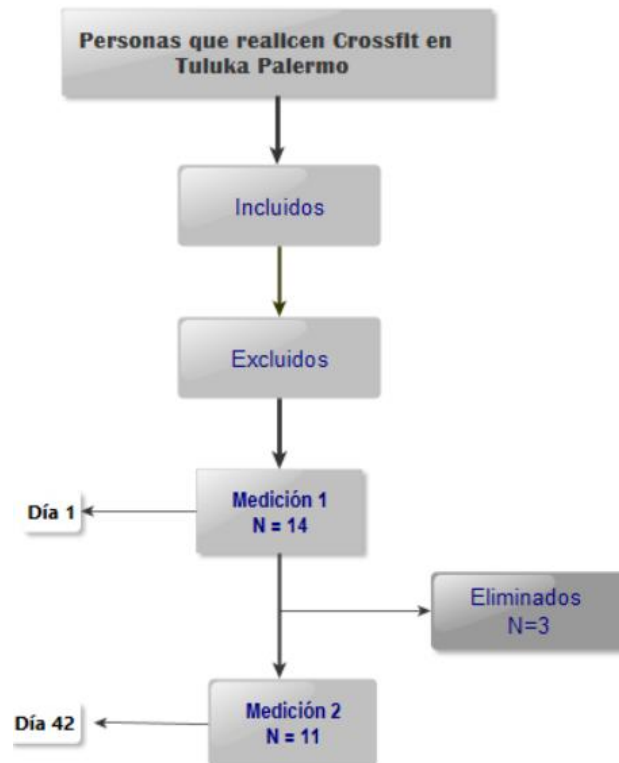 Personas que realicen Crossfit en
Tuluka Palermo
Incluidos
Excluidos
Medición 1
N = 14
Día 1
Eliminados
N=3
Medición 2
N = 11
Día 42